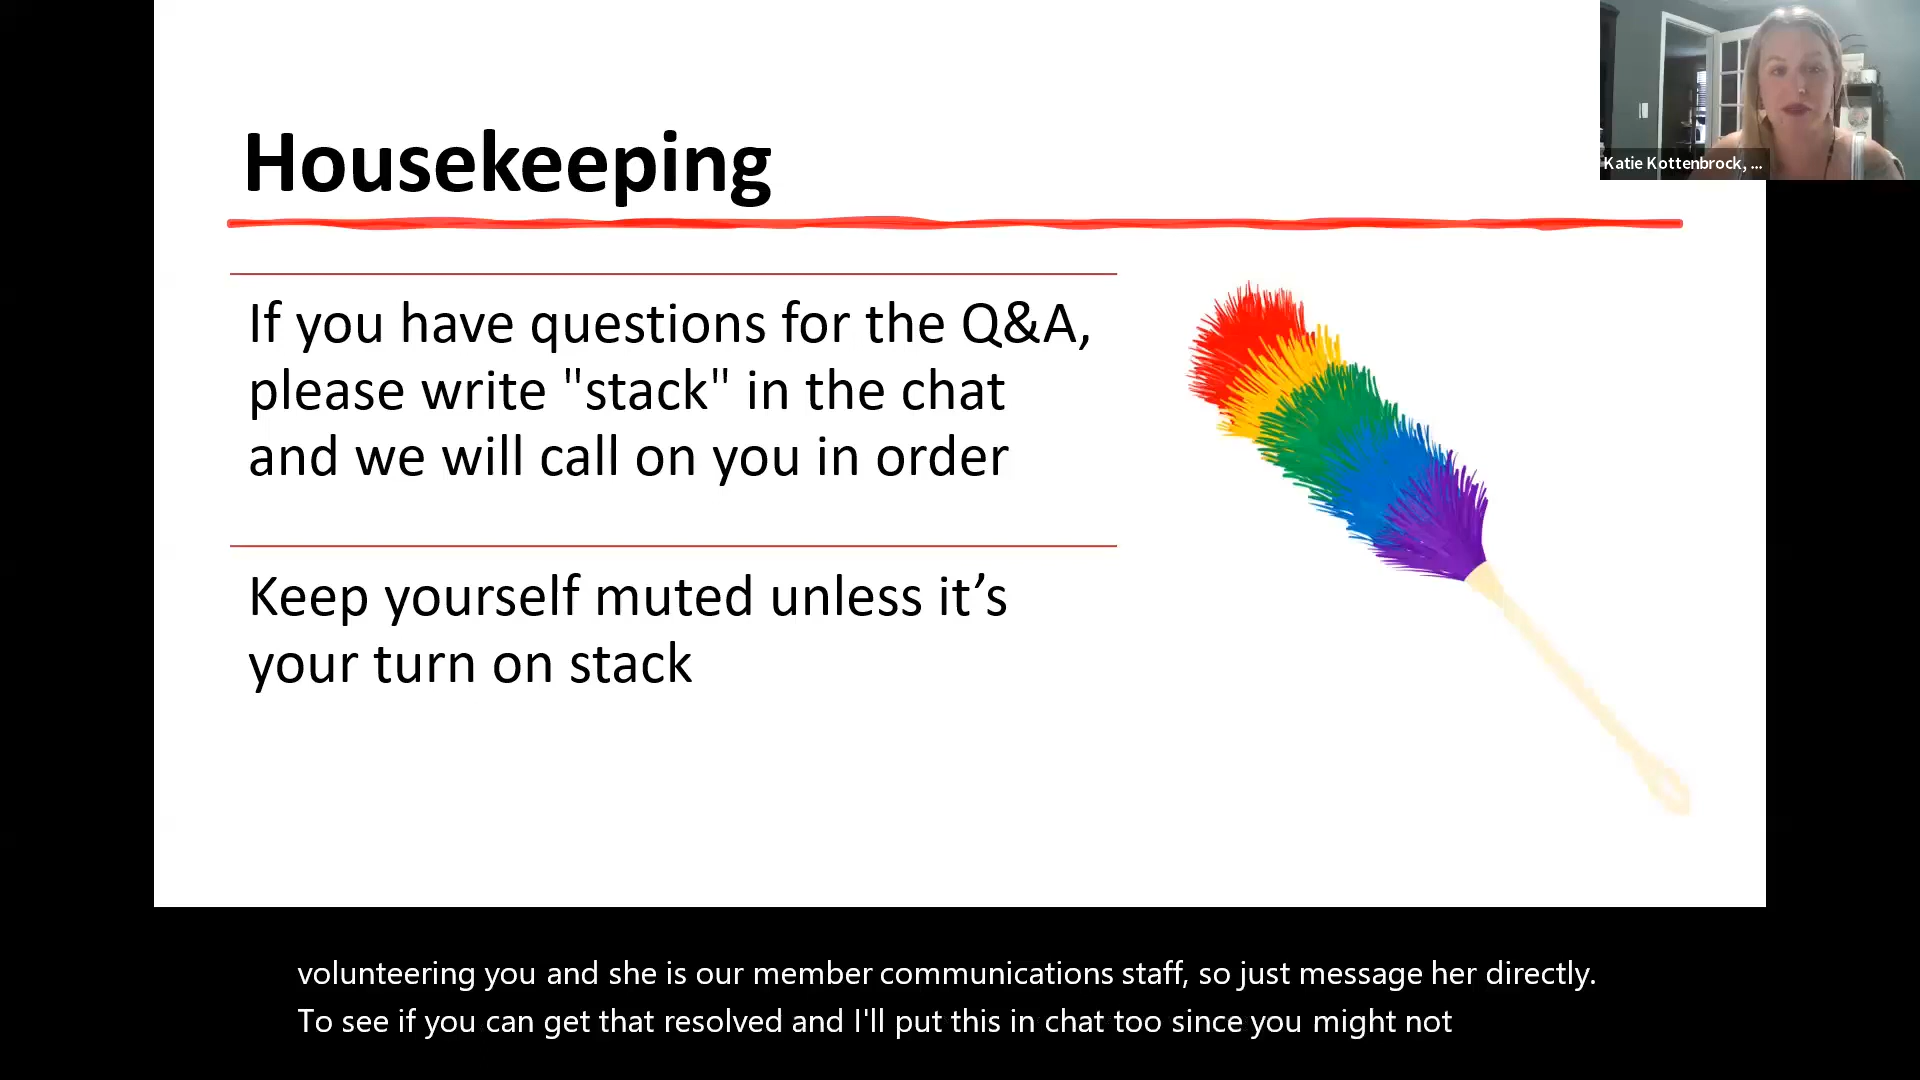 Housekeeping
If you have questions for the Q&A,
please write "stack" in the chat
and we will call on you in order
Keep yourself muted unless it’s
your turn on stack
Katie Kottenbrock, ...
volunteering you and she is our member communications staff, so just message her directly.
To see if you can get that resolved and I'll put this in chat too since you might not